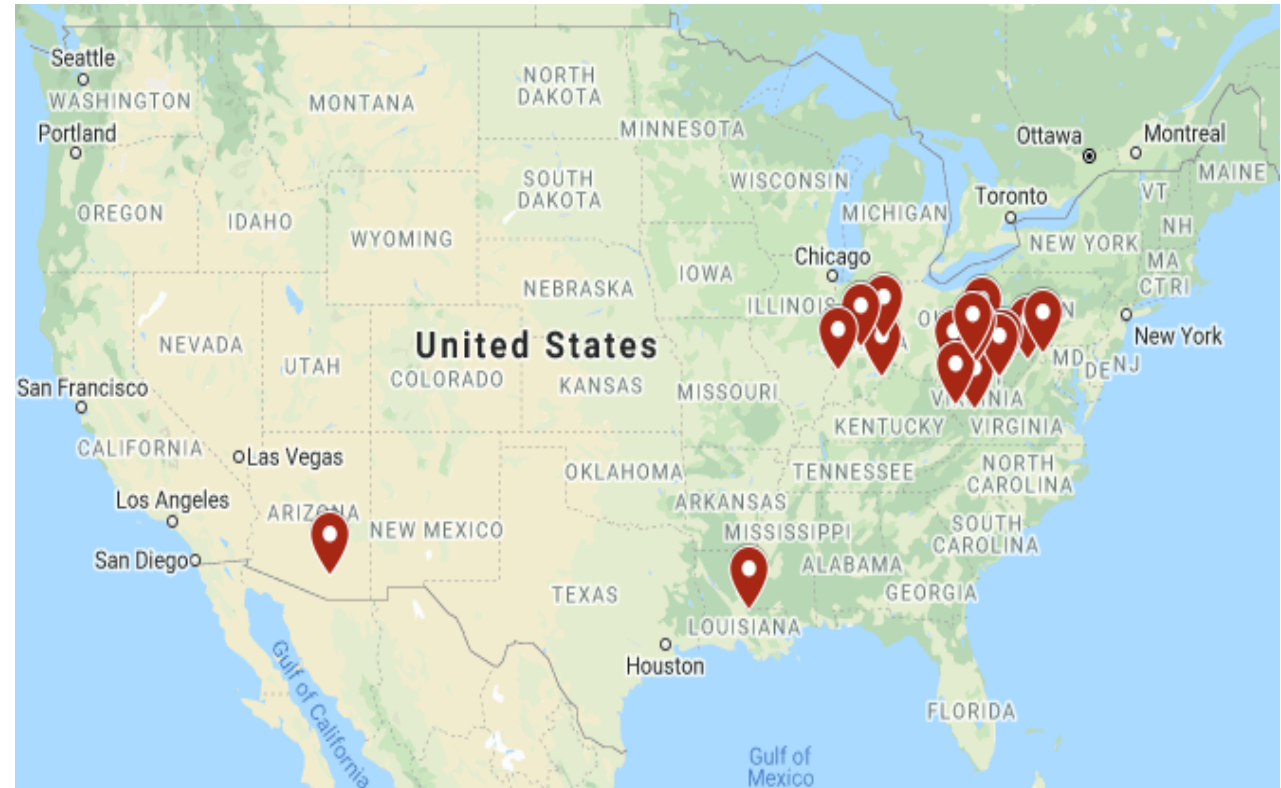 Seattle
WASHINGTON
Portland
OREGON
IDAHO
MONTANA
WYOMING
NORTH
DAKOTA
SOUTH
DAKOTA
MINNESOTA
WISCONSIN
MICHIGAN
Ottawa
Montreal
Toronto
MAINE
VT
NH
NEW YORK
MA
CT RI
Chicago
IOWA
NEBRASKA
ILLINOIS
New York
NEVADA
UTAH
United States
COLORADO
KANSAS
MISSOURI
MD
DE
NJ
San Francisco
CALIFORNIA
Las Vegas
KENTUCKY
VIRGINIA
Los Angeles
ARIZONA
NEW MEXICO
OKLAHOMA
ARKANSAS
TENNESSEE
NORTH
CAROLINA
San Diego
MISSISSIPPI
SOUTH
CAROLINA
ALABAMA
GEORGIA
TEXAS
LOUISIANA
Houston
FLORIDA
Gulf of California
Gulf of
Mexico